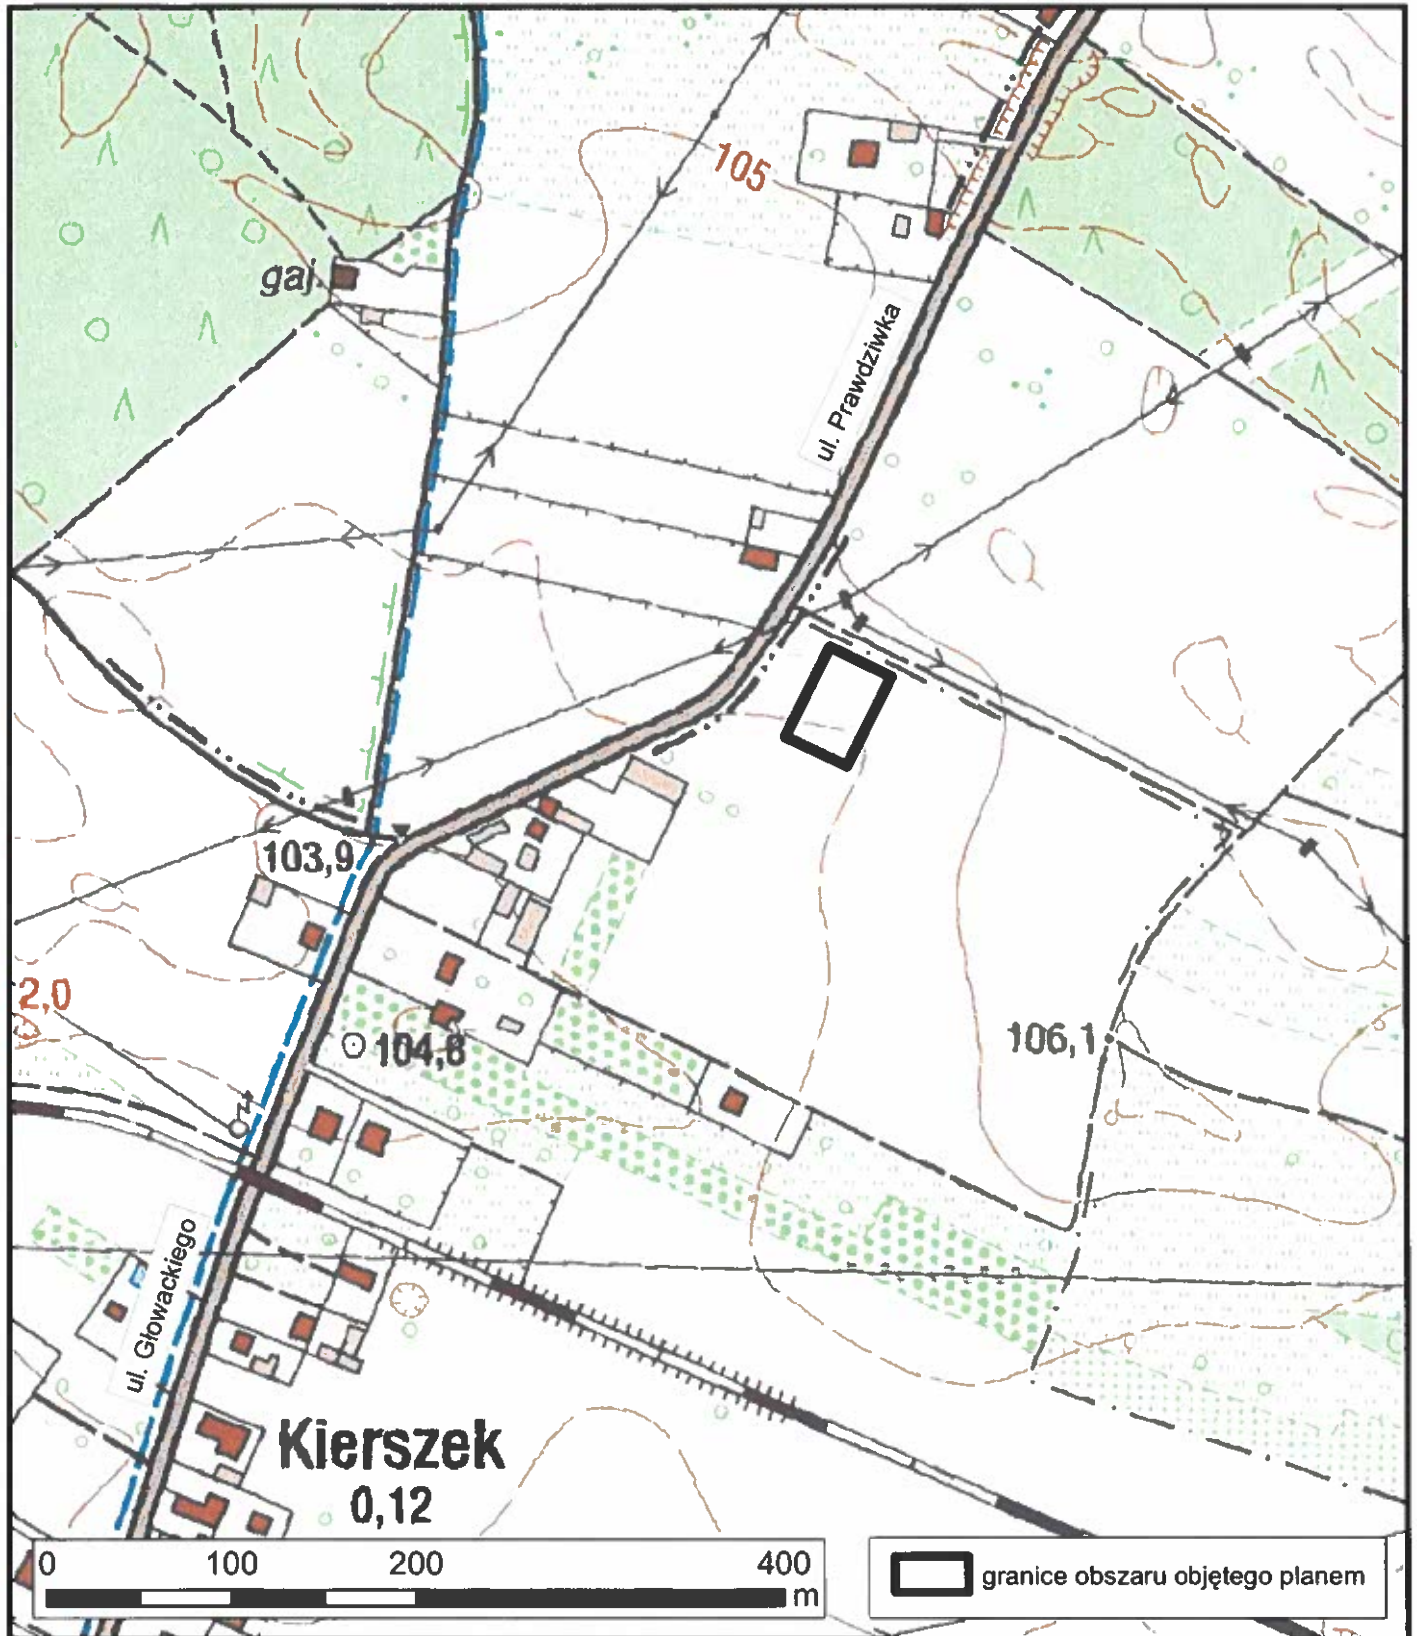 105
gaj.
ul. Prawdziwka
103,9
2,0
104,8
106,1
ul. Głowackiego
Kierszek
0,12
0 100 200 400
m
granice obszaru objętego planem